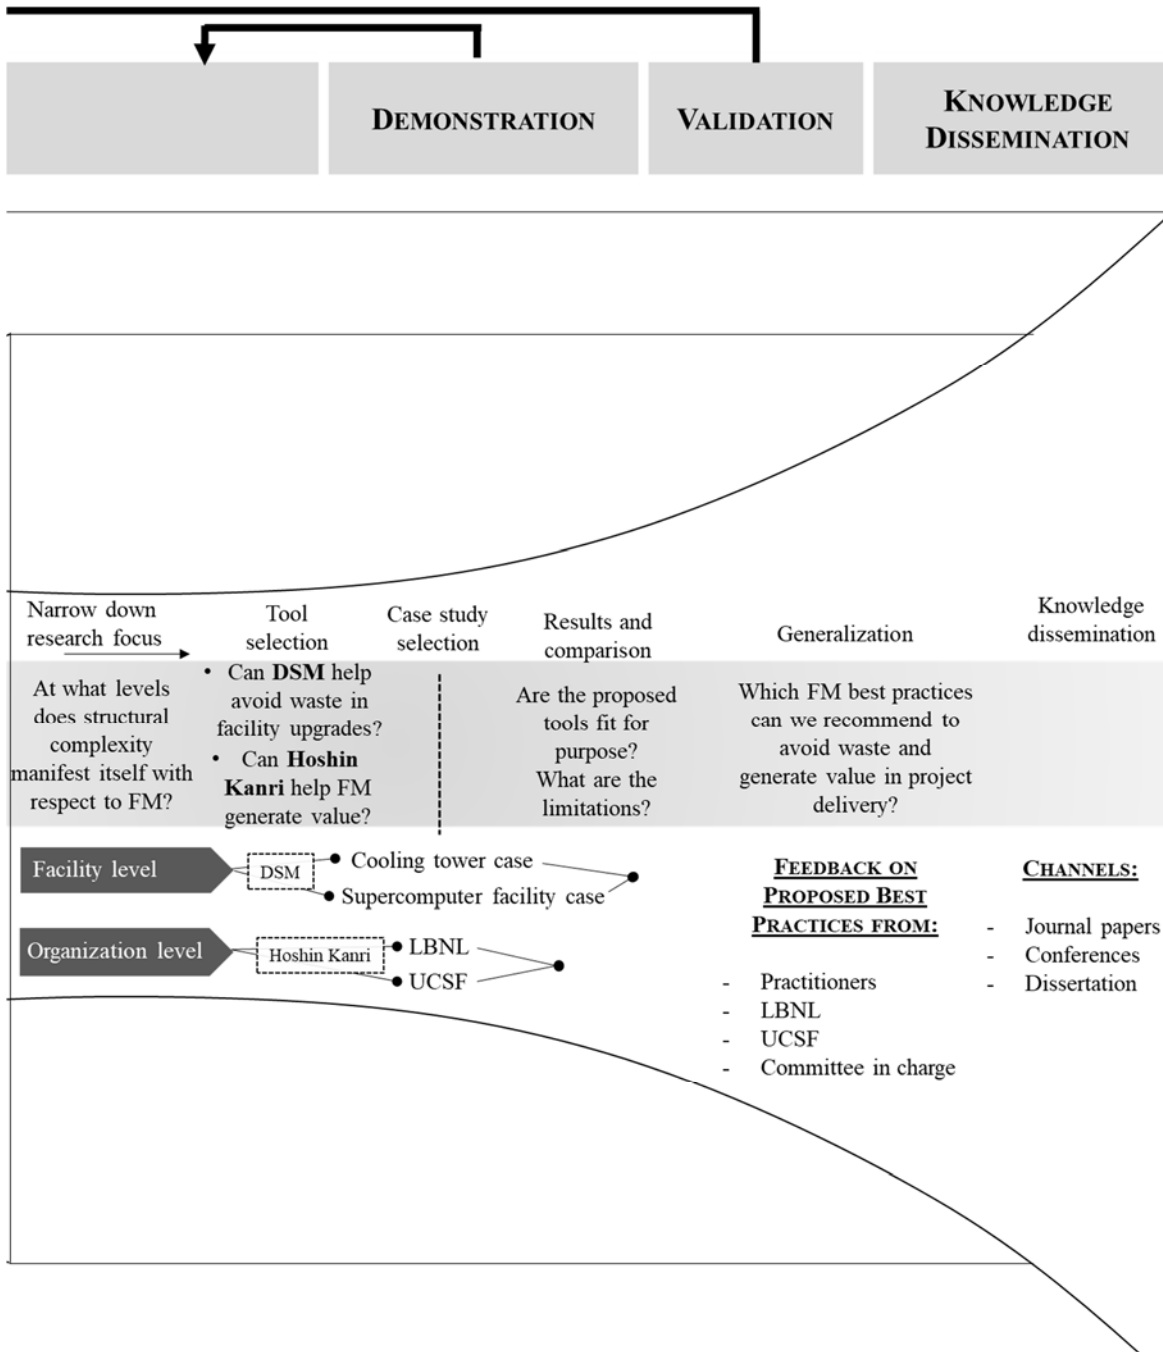 DEMONSTRATION
VALIDATION
KNOWLEDGE
DISSEMINATION
Narrow down
research focus
Tool
selection
Case study
selection
Results and
comparison
Generalization
Knowledge
dissemination
At what levels
does structural
complexity
manifest itself with
respect to FM?
• Can DSM help
avoid waste in
facility upgrades?
• Can Hoshin
Kanri help FM
generate value?
Are the proposed
tools fit for
purpose?
What are the
limitations?
Which FM best practices
can we recommend to
avoid waste and
generate value in project
delivery?
Facility level
DSM
Cooling tower case
Supercomputer facility case
Organization level
Hoshin Kanri
LBNL
UCSF
FEEDBACK ON
PROPOSED BEST
PRACTICES FROM:
- Practitioners
- LBNL
- UCSF
- Committee in charge
CHANNELS:
- Journal papers
- Conferences
- Dissertation